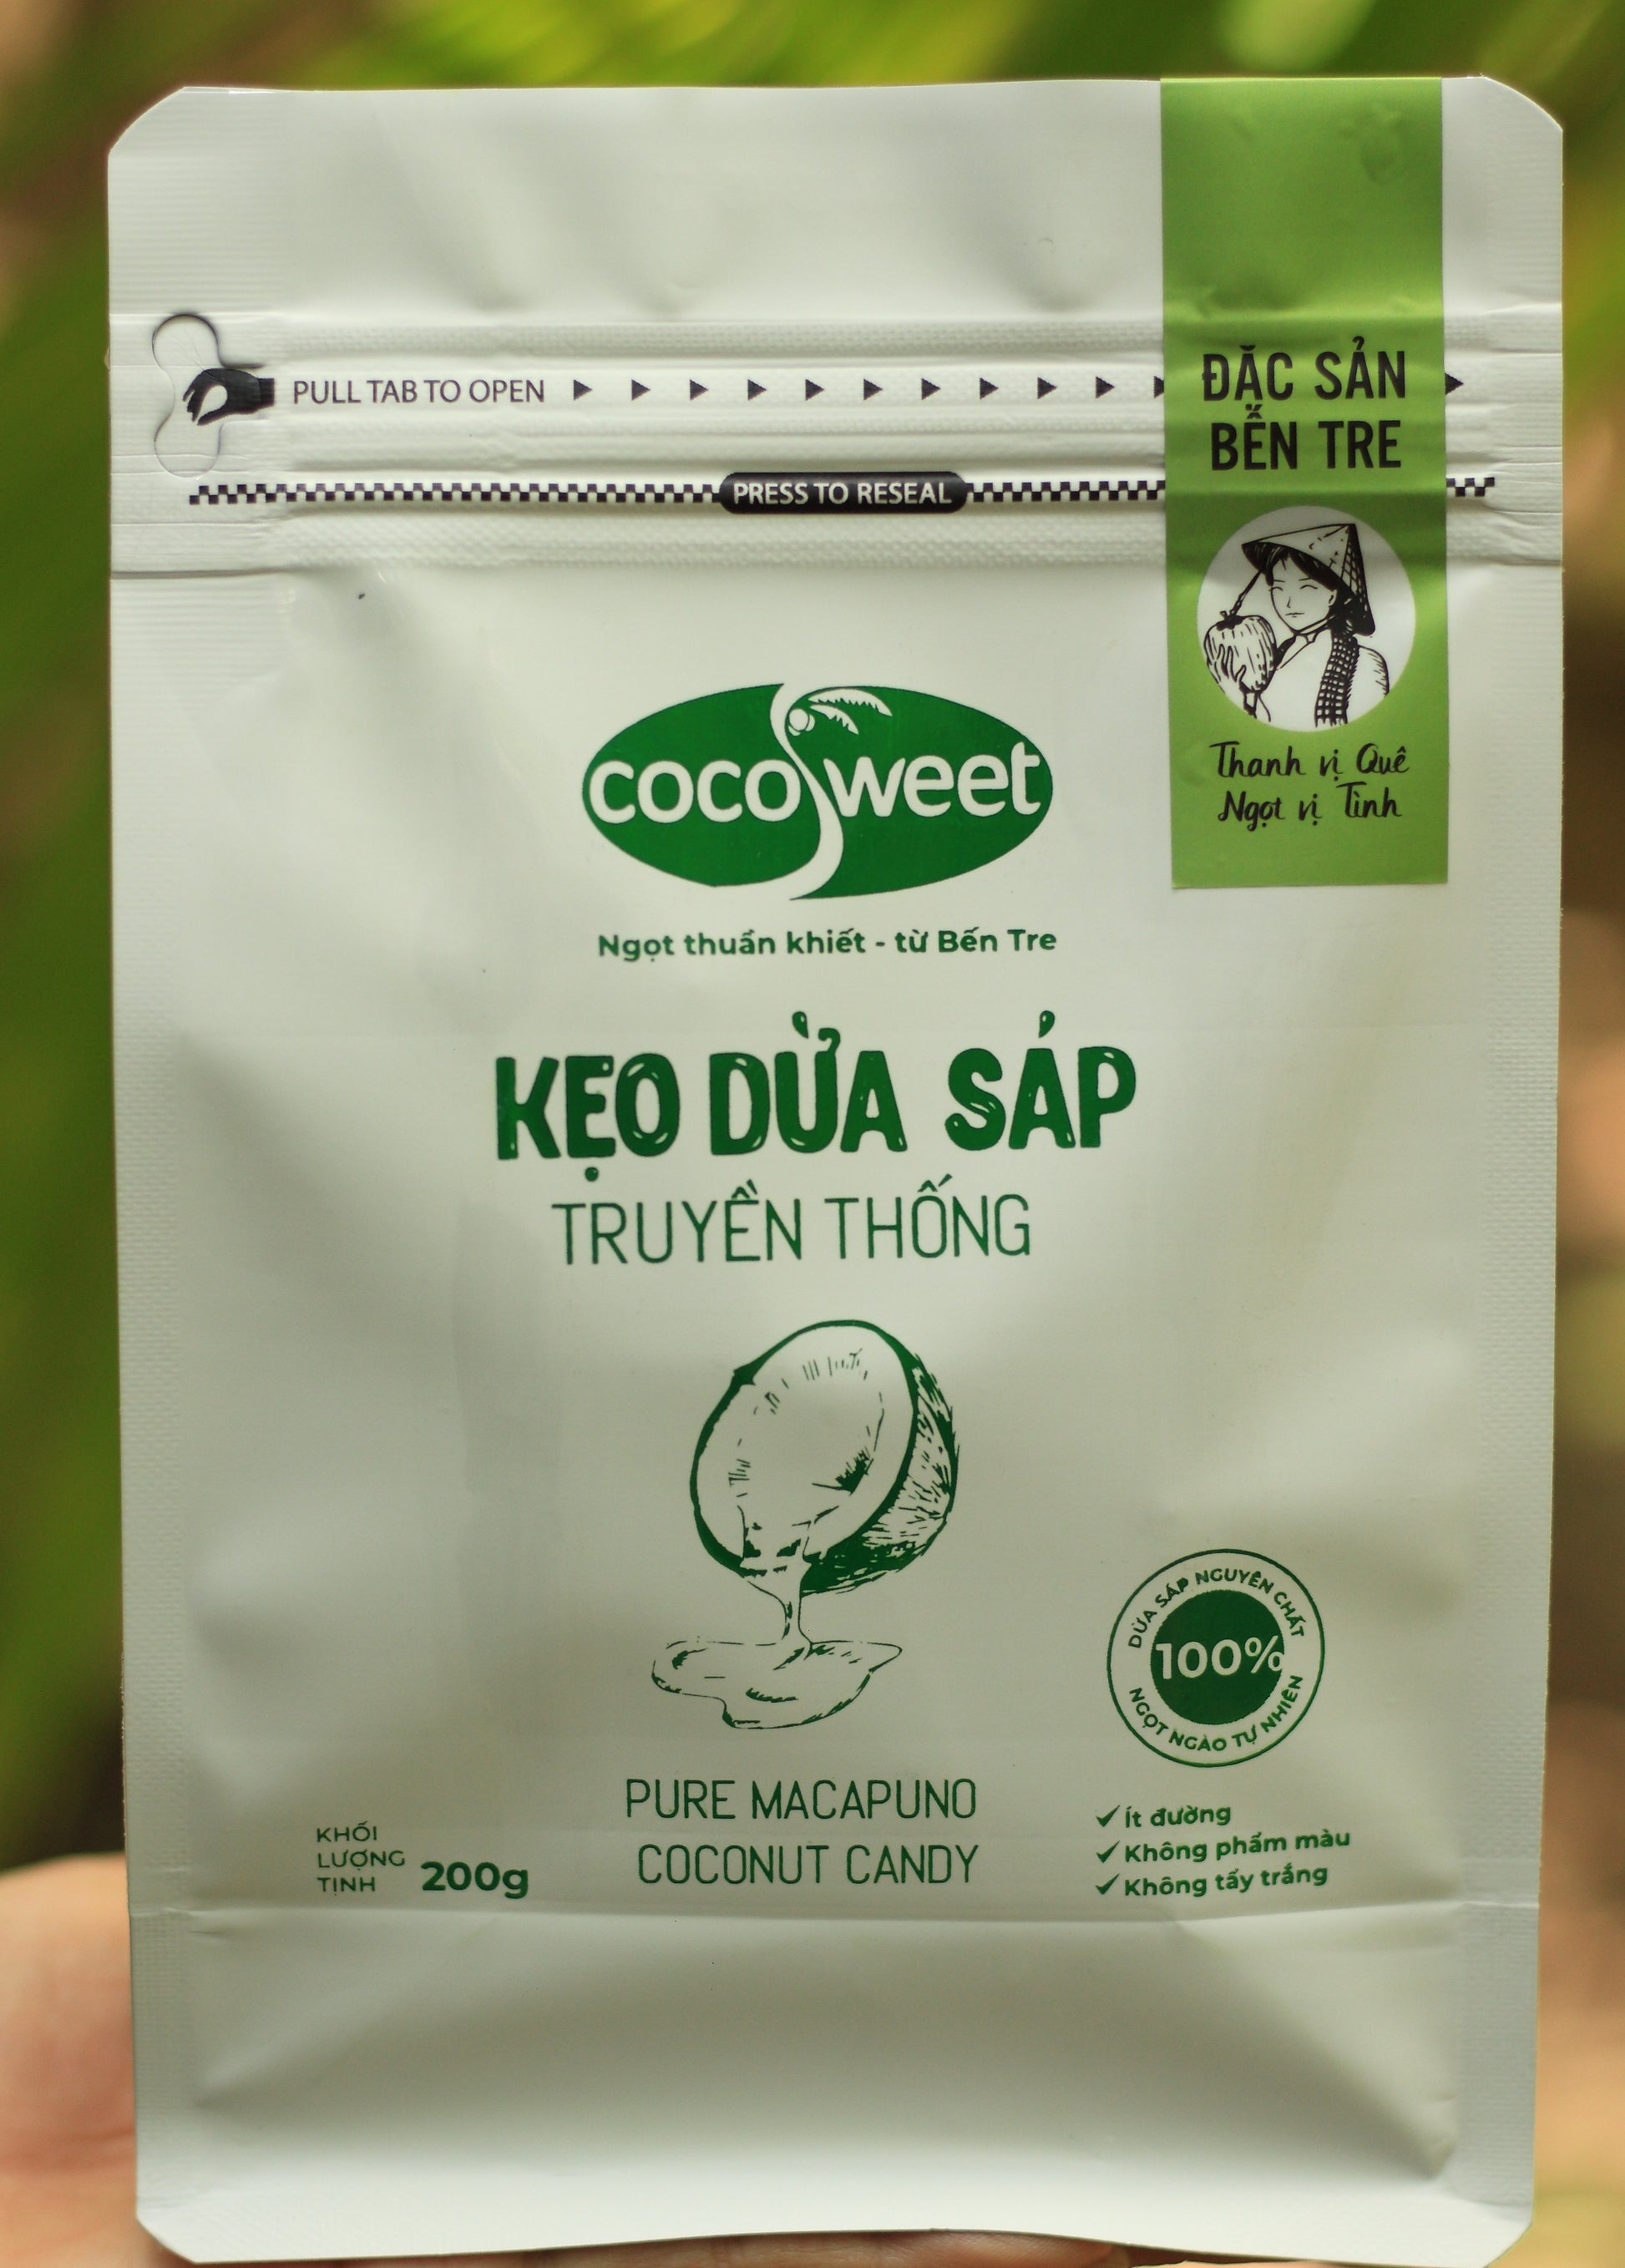 PULL TAB TO OPEN
PRESS TO RESEAL
ĐẶC SẢN
BẾN TRE
Thanh vị Quê
Ngọt vị Tình
cocoSweet
Ngọt thuần khiết - từ Bến Tre
KẸO DỪA SÁP
TRUYỀN THỐNG
DỪA SÁP NGUYÊN CHẤT
100%
NGỌT NGÀO TỰ NHIÊN
PURE MACAPUNO
COCONUT CANDY
KHỐI
LƯỢNG
TỊNH
200g
Ít đường
Không phẩm màu
Không tẩy trắng